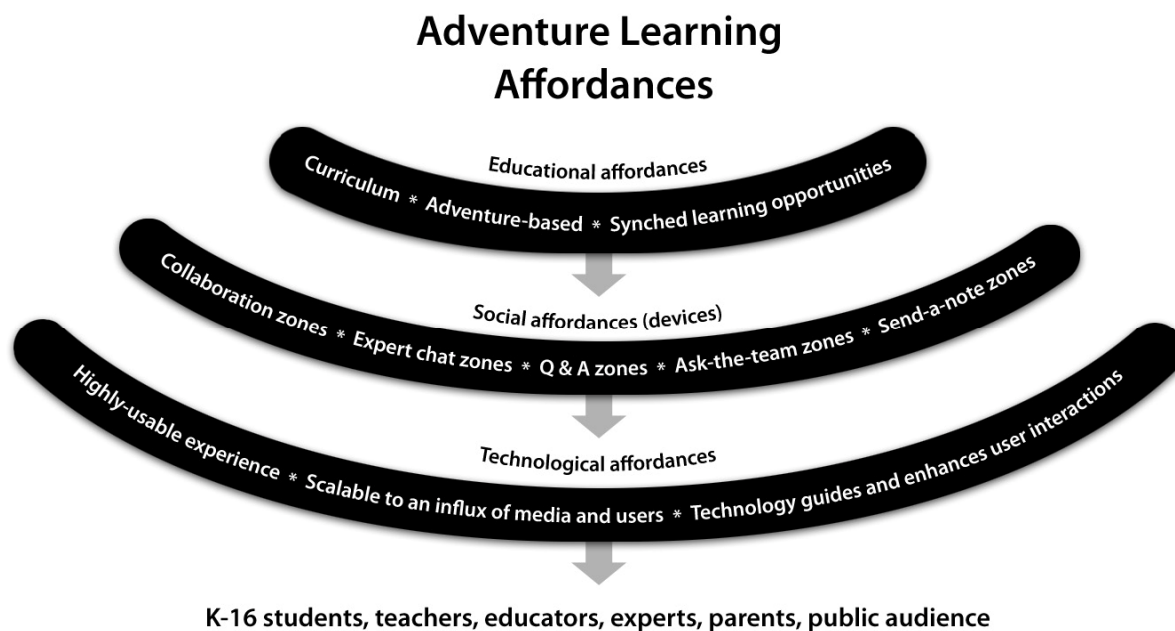 Adventure Learning
Affordances
Educational affordances
Curriculum * Adventure-based * Synched learning opportunities
Social affordances (devices)
Collaboration zones * Expert chat zones * Q & A zones * Ask-the-team zones * Send-a-note zones
Technological affordances
Highly-usable experience * Scalable to an influx of media and users * Technology guides and enhances user interactions
K-16 students, teachers, educators, experts, parents, public audience